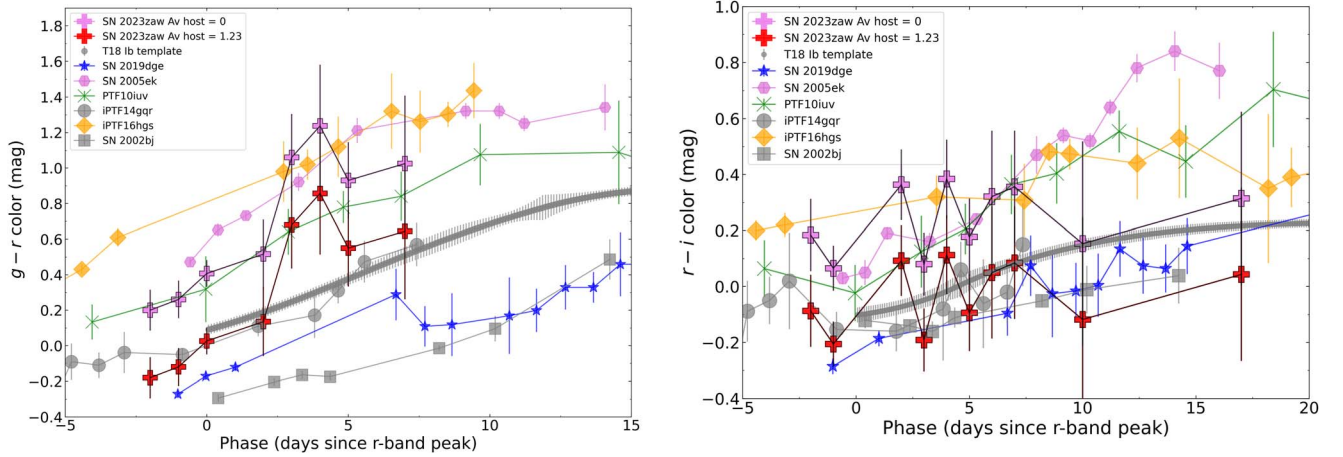 SN 2023zaw Av host = 0
SN 2023zaw Av host = 1.23
T18 Ib template
SN 2019dge
SN 2005ek
PTF10iuv
iPTF14gqr
iPTF16hgs
SN 2002bj
1.8
1.6
1.4
1.2
1.0
0.8
0.6
0.4
0.2
0.0
−0.2
−0.4
g − r color (mag)
−5
0
5
10
15
Phase (days since r-band peak)
SN 2023zaw Av host = 0
SN 2023zaw Av host = 1.23
T18 Ib template
SN 2019dge
SN 2005ek
PTF10iuv
iPTF14gqr
iPTF16hgs
SN 2002bj
1.0
0.8
0.6
0.4
0.2
0.0
−0.2
−0.4
r − i color (mag)
−5
0
5
10
15
20
Phase (days since r-band peak)